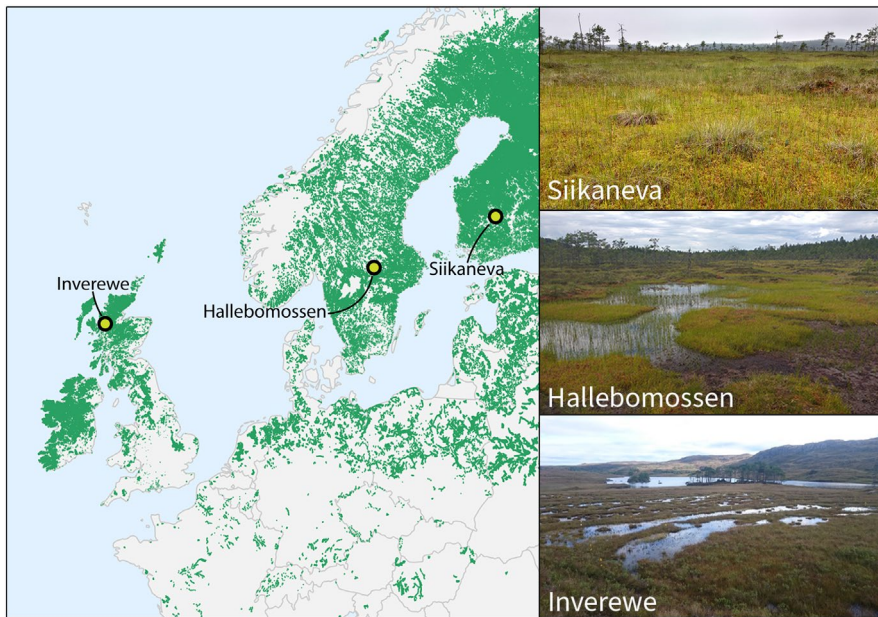 Inverewe
Hallebomossen
Siikaneva
Siikaneva
Hallebomossen
Inverewe